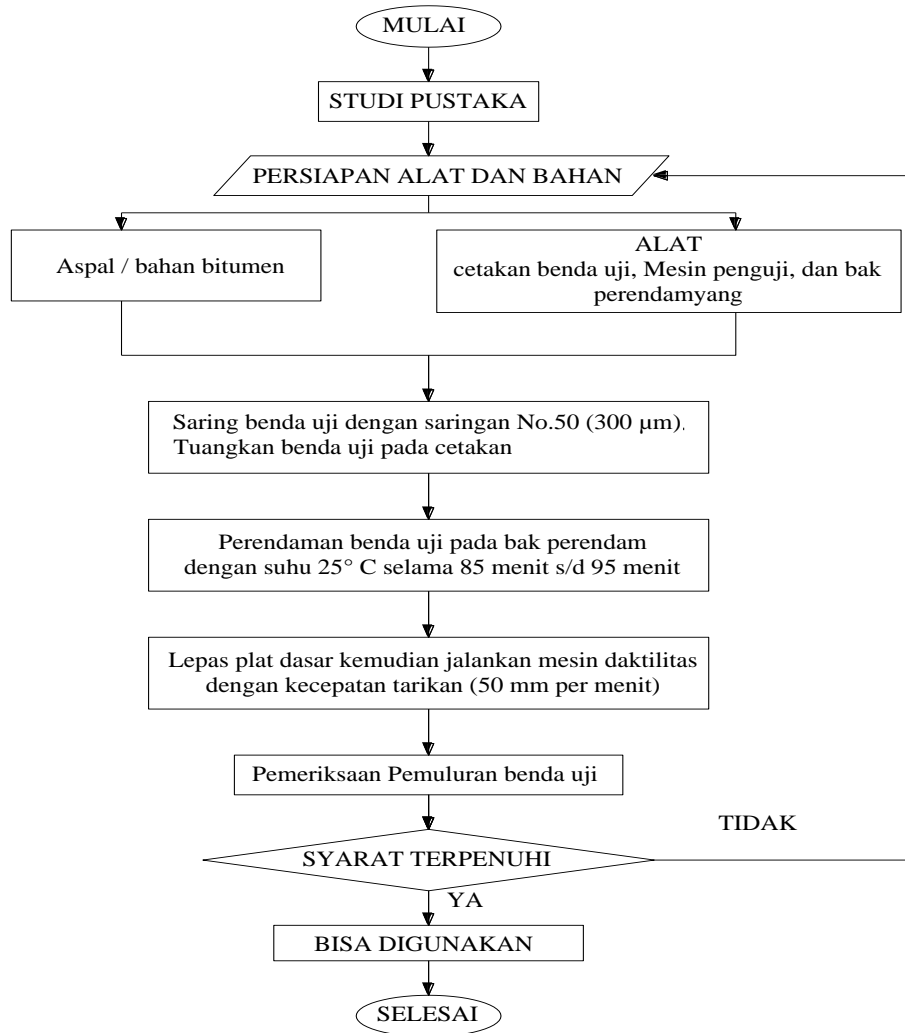 MULAI
STUDI PUSTAKA
PERSIAPAN ALAT DAN BAHAN
Aspal / bahan bitumen
ALAT
cetakan benda uji, Mesin penguji, dan bak
perendamyang
Saring benda uji dengan saringan No.50 (300 µm).
Tuangkan benda uji pada cetakan
Perendaman benda uji pada bak perendam
dengan suhu 25° C selama 85 menit s/d 95 menit
Lepas plat dasar kemudian jalankan mesin daktilitas
dengan kecepatan tarikan (50 mm per menit)
Pemeriksaan Pemuluran benda uji
TIDAK
SYARAT TERPENUHI
YA
BISA DIGUNAKAN
SELESAI